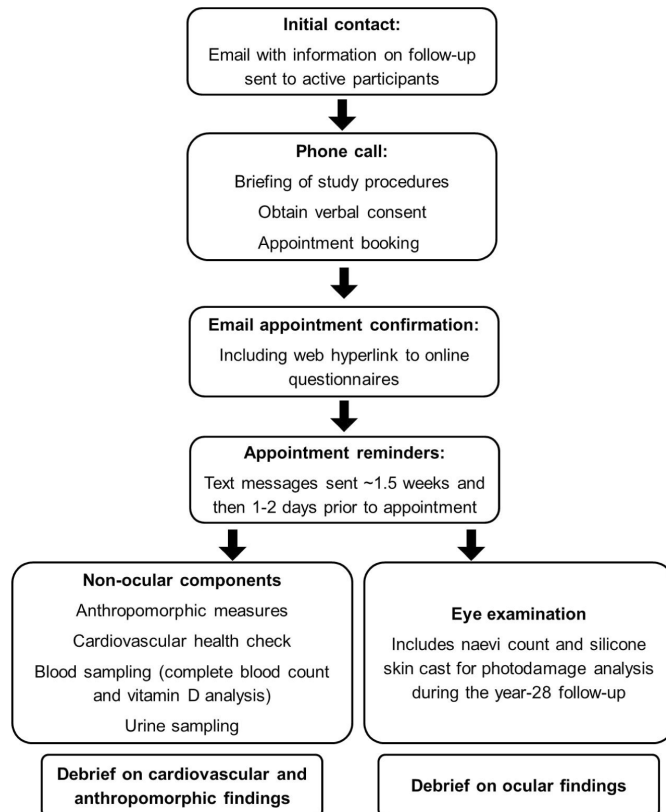 Initial contact:
Email with information on follow-up
sent to active participants
Phone call:
Briefing of study procedures
Obtain verbal consent
Appointment booking
Email appointment confirmation:
Including web hyperlink to online
questionnaires
Appointment reminders:
Text messages sent ~1.5 weeks and
then 1-2 days prior to appointment
Non-ocular components
Anthropomorphic measures
Cardiovascular health check
Blood sampling (complete blood count
and vitamin D analysis)
Urine sampling
Eye examination
Includes naevi count and silicone
skin cast for photodamage analysis
during the year-28 follow-up
Debrief on cardiovascular and
anthropomorphic findings
Debrief on ocular findings